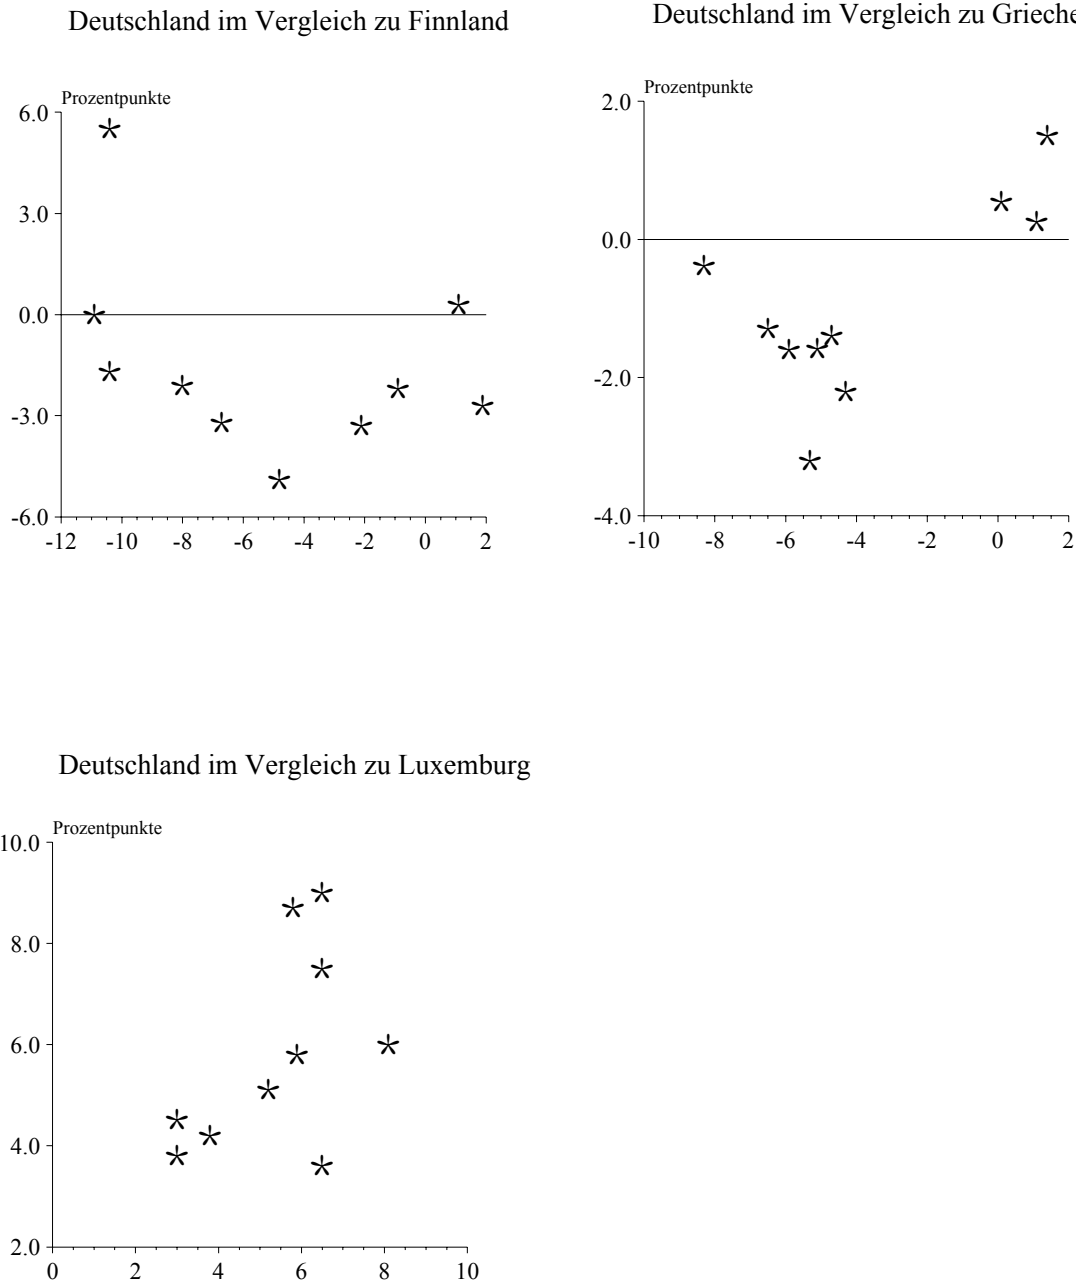 Deutschland im Vergleich zu Finnland
Prozentpunkte
6.0
3.0
0.0
-3.0
-6.0
-12 -10 -8 -6 -4 -2 0 2
Deutschland im Vergleich zu Grieche
Prozentpunkte
2.0
0.0
-2.0
-4.0
-10 -8 -6 -4 -2 0 2
Deutschland im Vergleich zu Luxemburg
Prozentpunkte
10.0
8.0
6.0
4.0
2.0
0 2 4 6 8 10